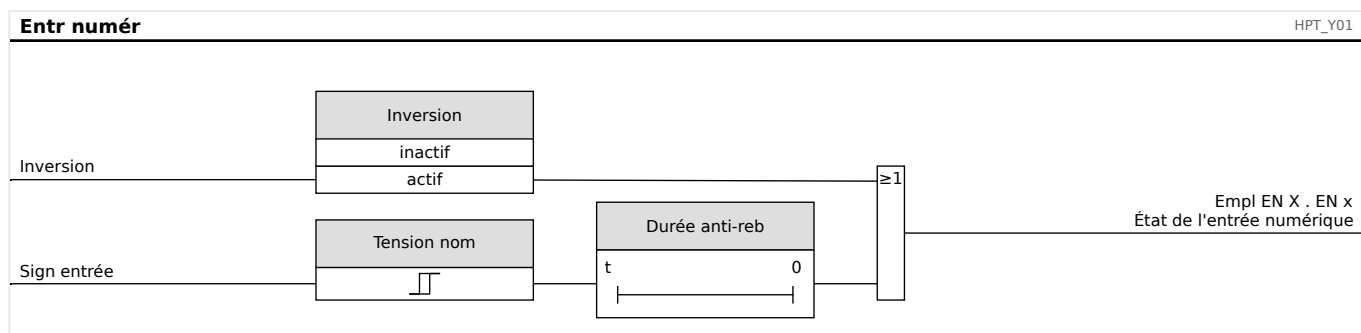 Entr numér
HPT_Y01
Inversion
inactif
Inversion
actif
≥1
Empl EN X . EN x
État de l'entrée numérique
Durée anti-reb
Tension nom
t 0
Sign entrée